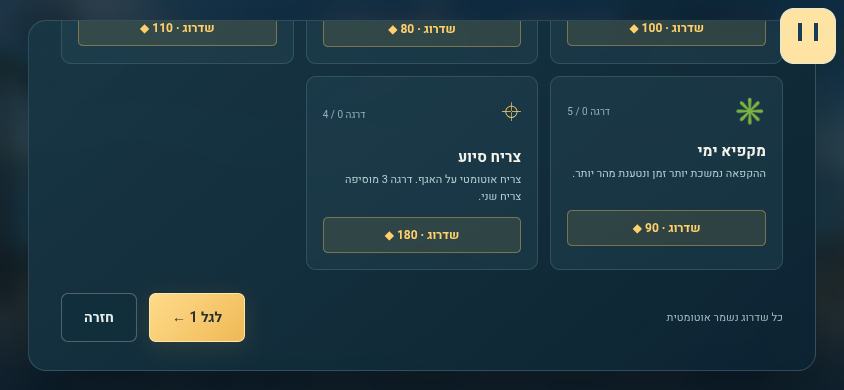 שדרוג · 100 ◆
שדרוג · 80 ◆
שדרוג · 110 ◆
דרגה 0 / 5
מקפיא ימי
ההקפאה נמשכת יותר זמן ונטענת מהר יותר.
שדרוג · 90 ◆
דרגה 0 / 4
צריח סיוע
צריח אוטומטי על האגף. דרגה 3 מוסיפה
צריח שני.
שדרוג · 180 ◆
כל שדרוג נשמר אוטומטית
לגל 1 ←
חזרה